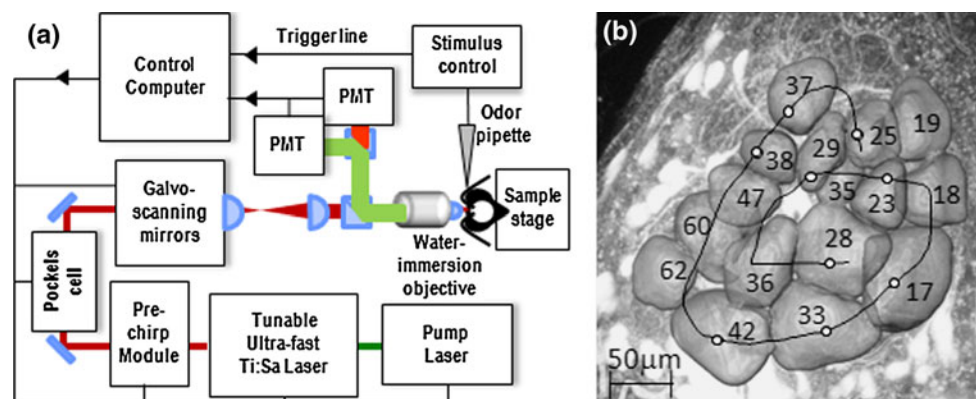 (a)
Control
Computer
Triggerline
Stimulus
control
PMT
PMT
Odor
pipette
Galvo-
scanning
mirrors
Sample
stage
Water-
immersion
objective
Pockels
cell
Pre-
chirp
Module
Tunable
Ultra-fast
Ti:Sa Laser
Pump
Laser
(b)
37
25
19
29
38
47
35
23
18
60
28
62
36
17
42
33
50µm